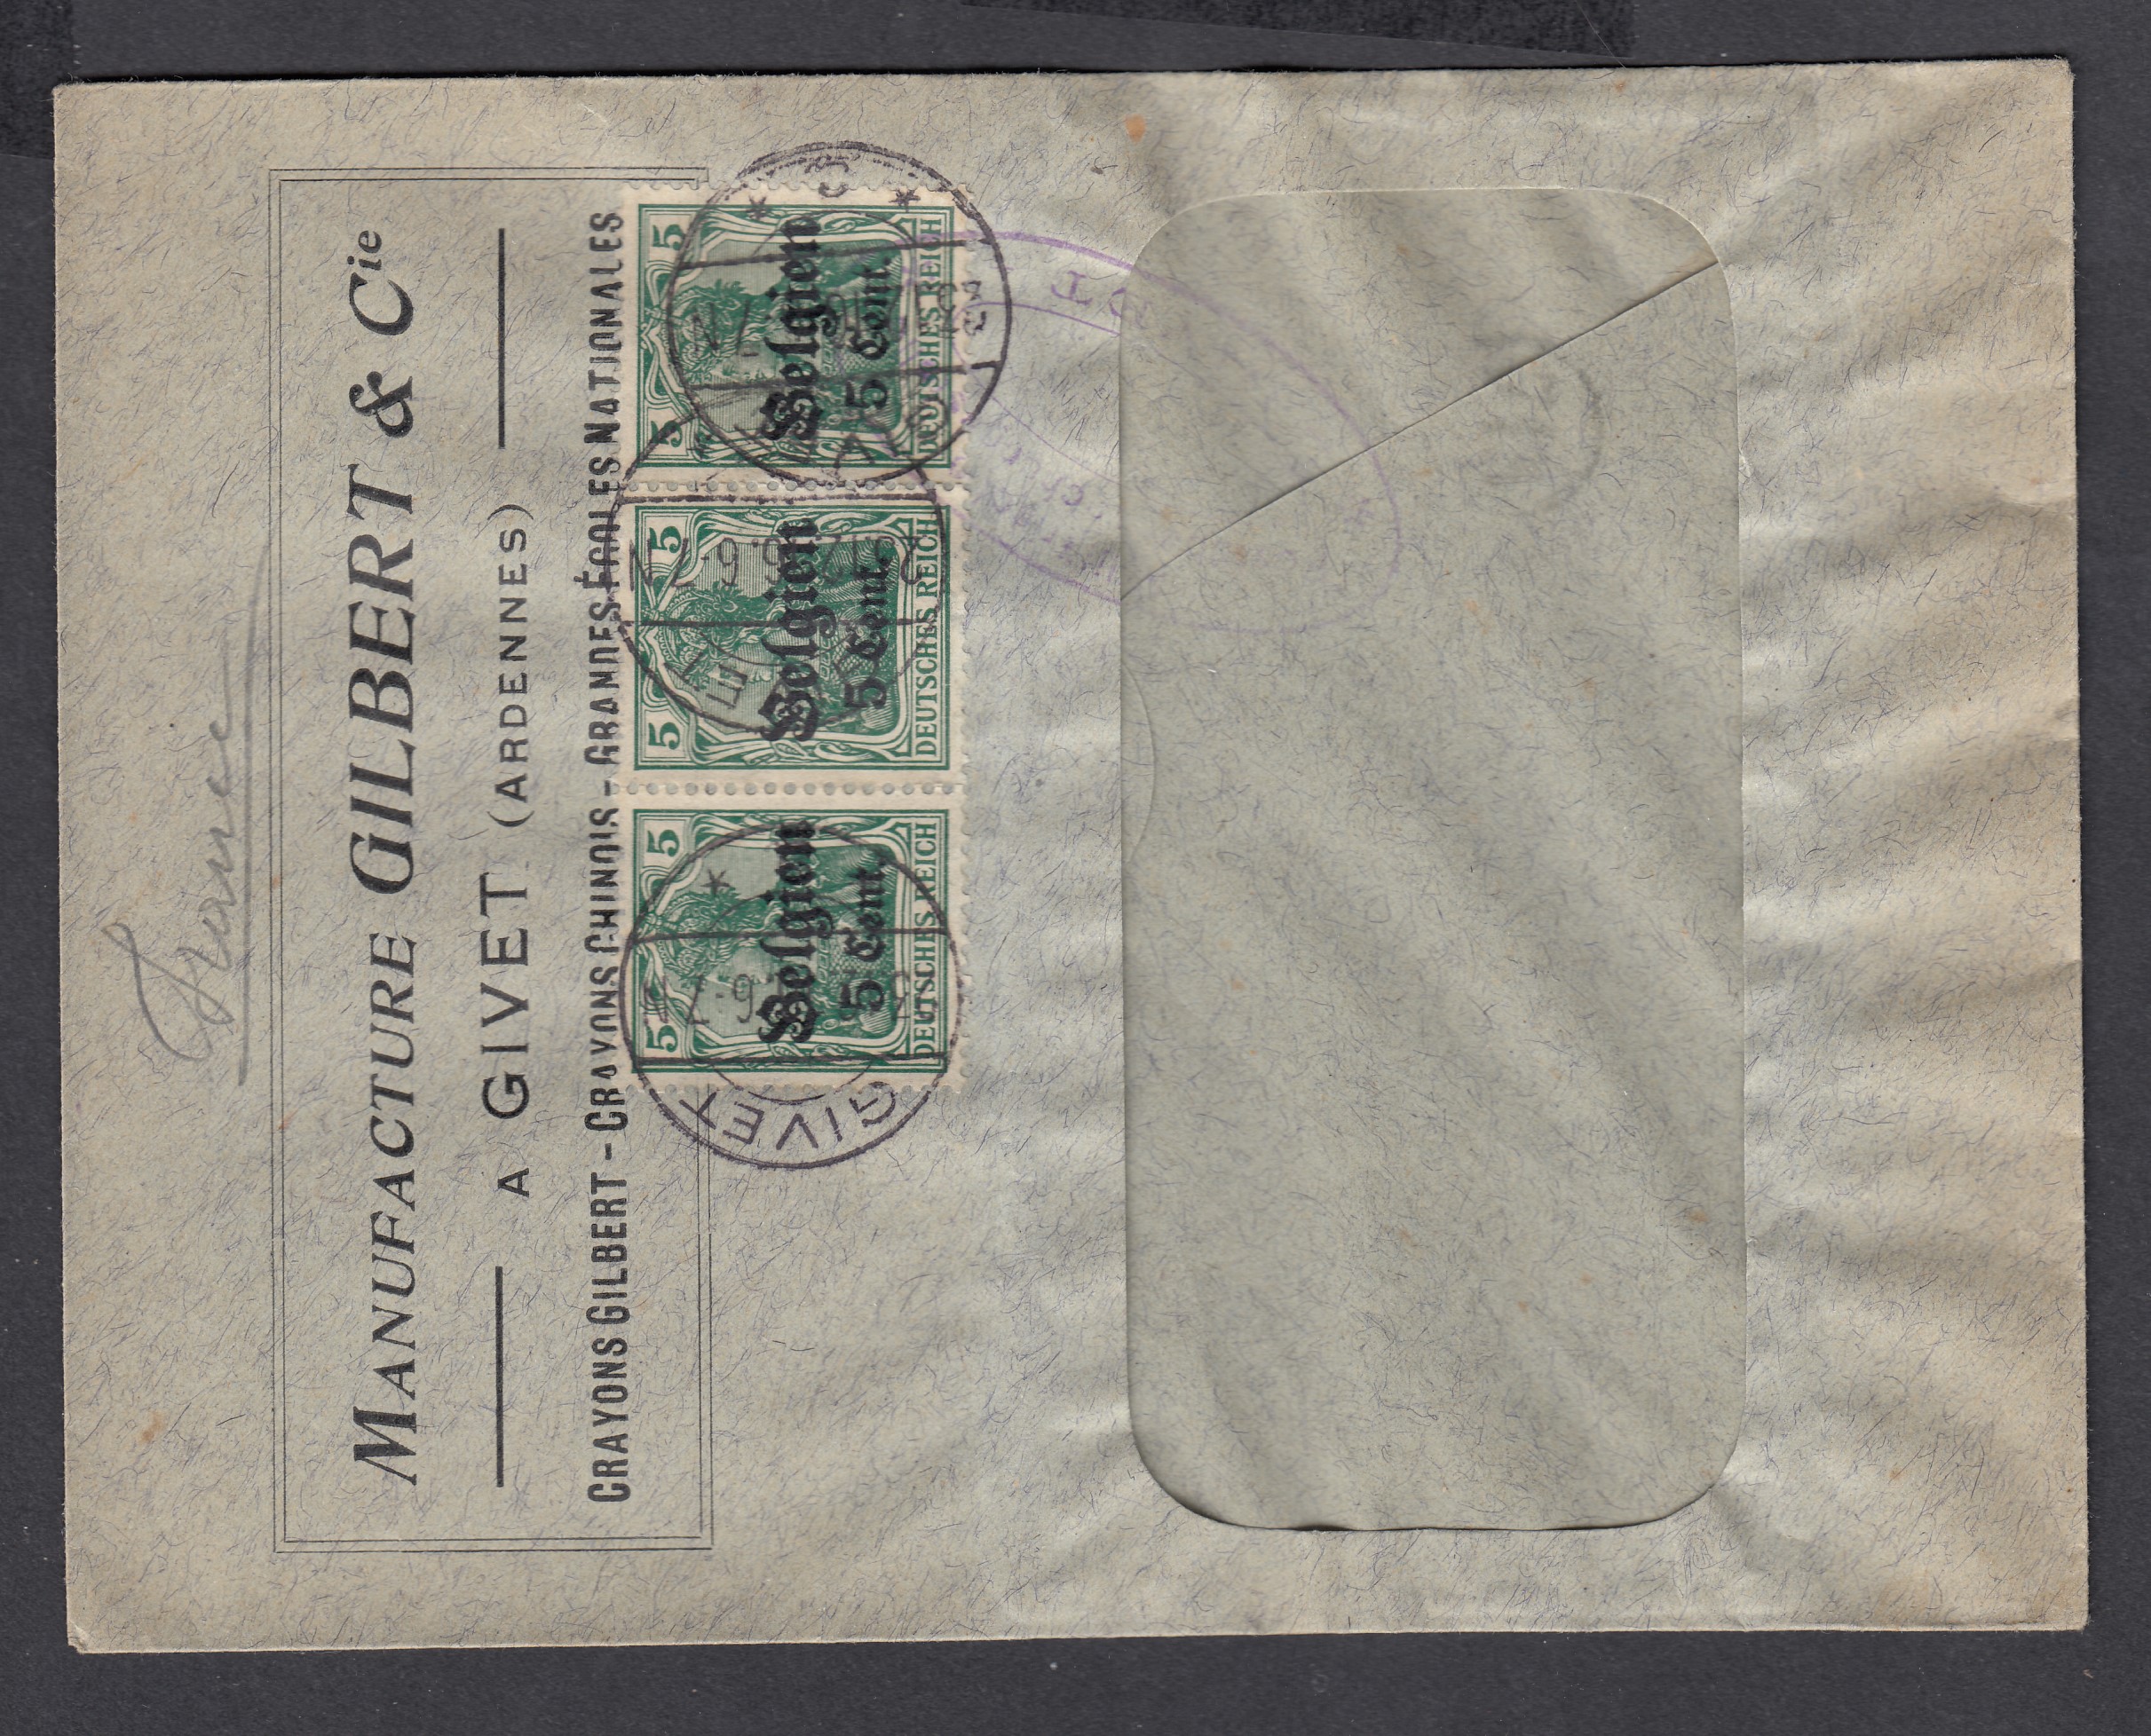 France
MANUFACTURE GILBERT & Cie
A GIVET (ARDENNES)
CRAYONS GILBERT - CRAYONS CHINOIS - GRANDES ÉCOLES NATIONALES
5 5
Belgien
5 Cent.
DEUTSCHES REICH
5 5
Belgien
5 Cent.
DEUTSCHES REICH
5 5
Belgien
5 Cent.
DEUTSCHES REICH
GIVET